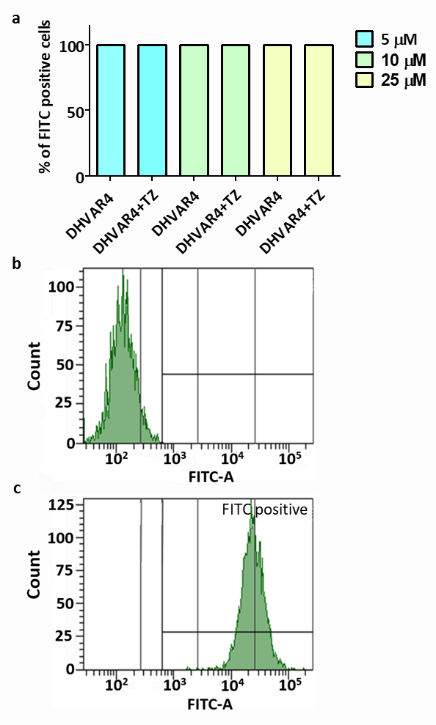 a
% of FITC positive cells
100
50
0
DHVAR4
DHVAR4+TZ
DHVAR4
DHVAR4+TZ
DHVAR4
DHVAR4+TZ
5 µM
10 µM
25 µM
b
Count
100
75
50
25
0
10²
10³
10⁴
10⁵
FITC-A
c
FITC positive
Count
125
100
75
50
25
0
10²
10³
10⁴
10⁵
FITC-A